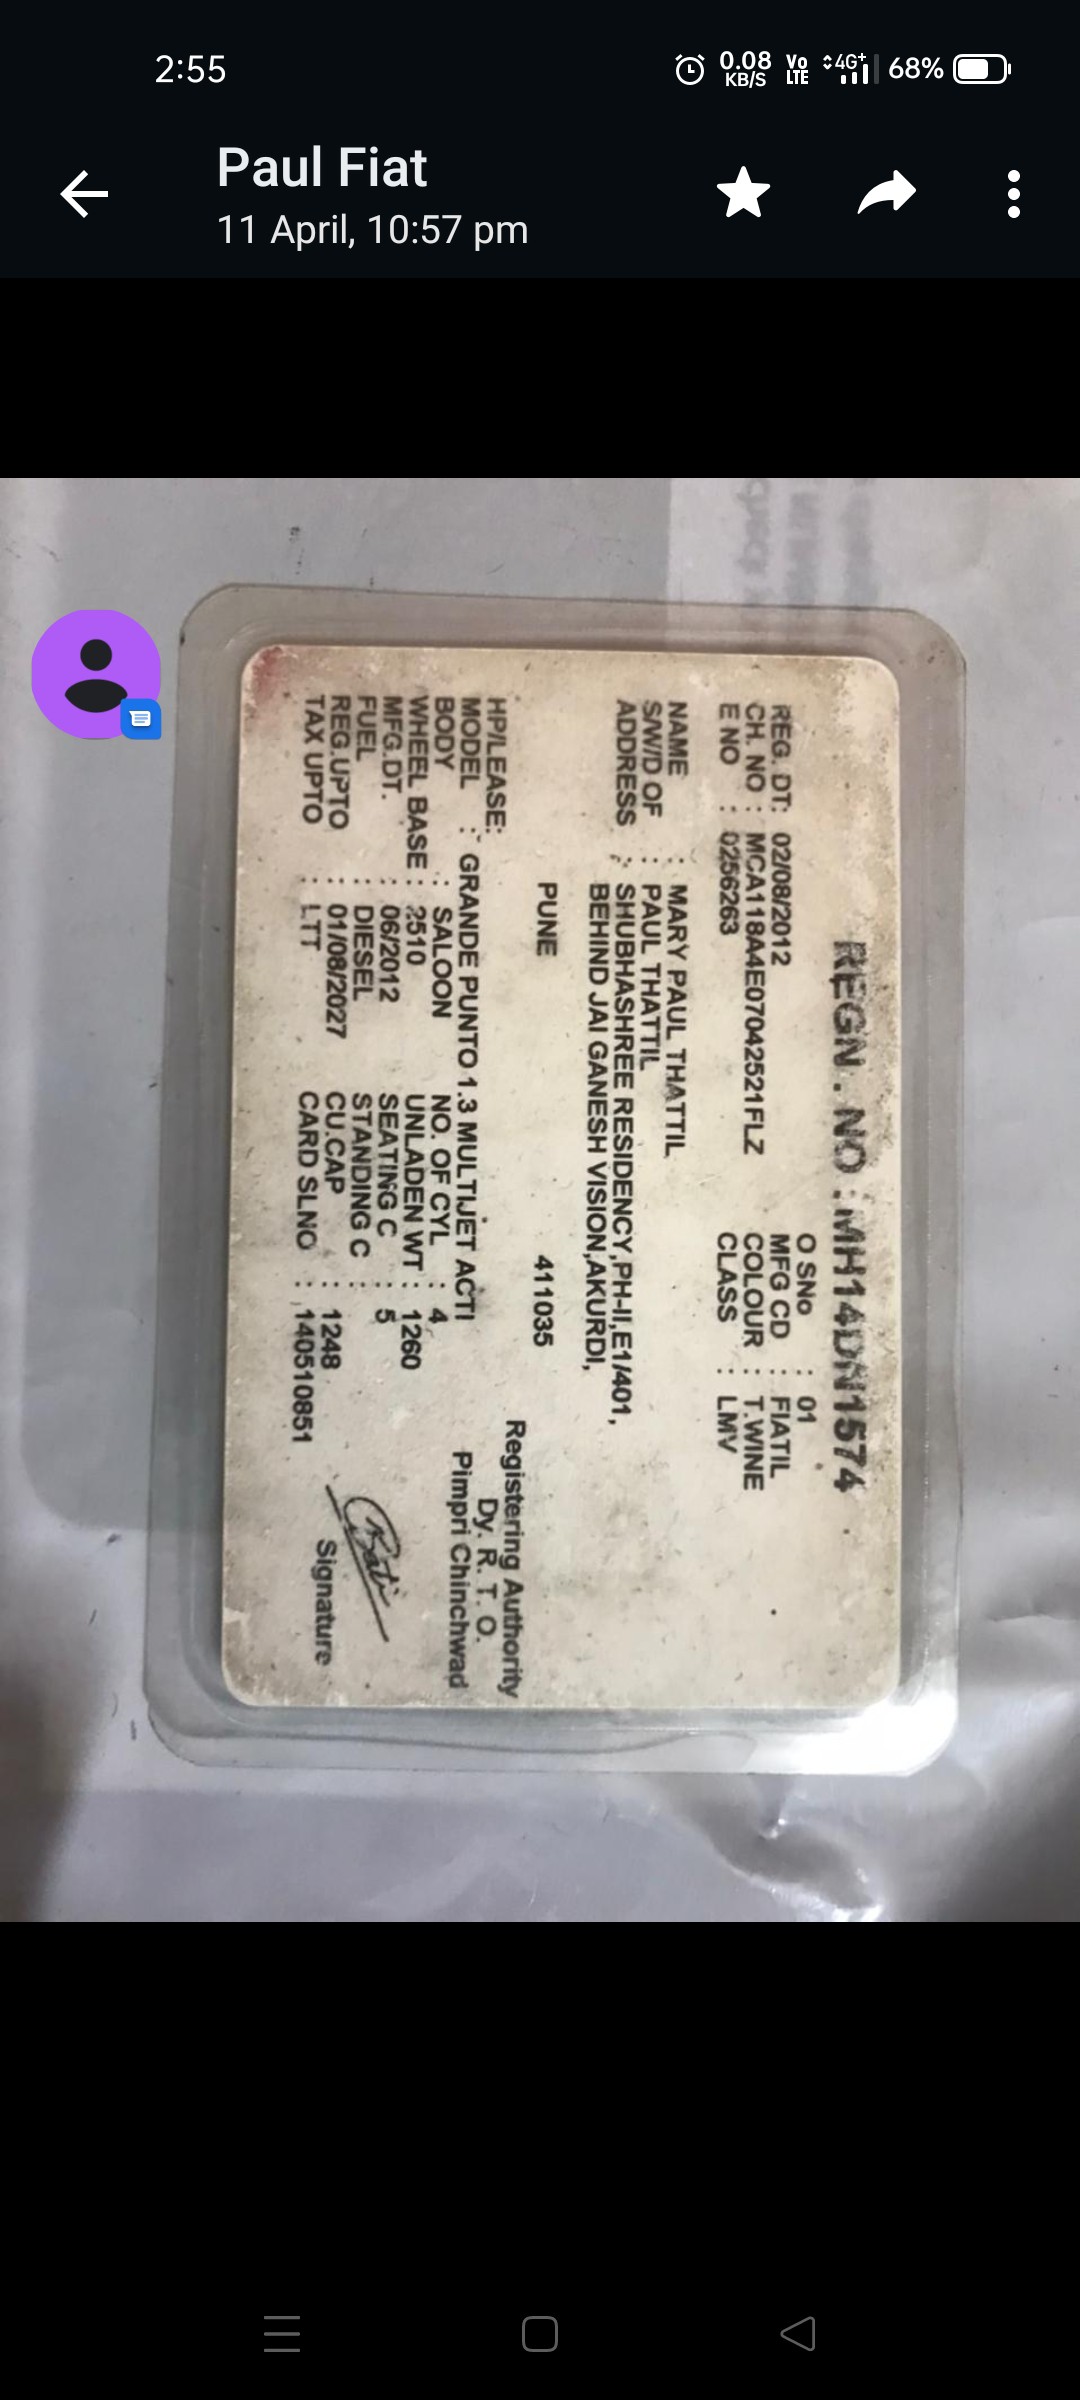 2:55
0.08 KB/S Vo LTE 4G+ 68%
Paul Fiat
11 April, 10:57 pm
REGN . NO : MH14DN1574
O SNo : 01
REG. DT: 02/08/2012 MFG CD : FIATIL
CH. NO : MCA118A4E07042521FLZ COLOUR : T.WINE
E NO : 0256263 CLASS : LMV
NAME : MARY PAUL THATTIL
S/W/D OF : PAUL THATTIL
ADDRESS : SHUBHASHREE RESIDENCY,PH-II,E1/401,
BEHIND JAI GANESH VISION,AKURDI,
PUNE 411035
HP/LEASE:
MODEL : GRANDE PUNTO 1.3 MULTIJET ACTI
BODY : SALOON NO. OF CYL : 4
WHEEL BASE : 2510 UNLADEN WT : 1260
MFG.DT. : 06/2012 SEATING C : 5
FUEL : DIESEL STANDING C :
REG.UPTO : 01/08/2027 CU.CAP : 1248
TAX UPTO : LTT CARD SLNO : 140510851
Registering Authority
Dy. R. T. O.
Pimpri Chinchwad
Signature